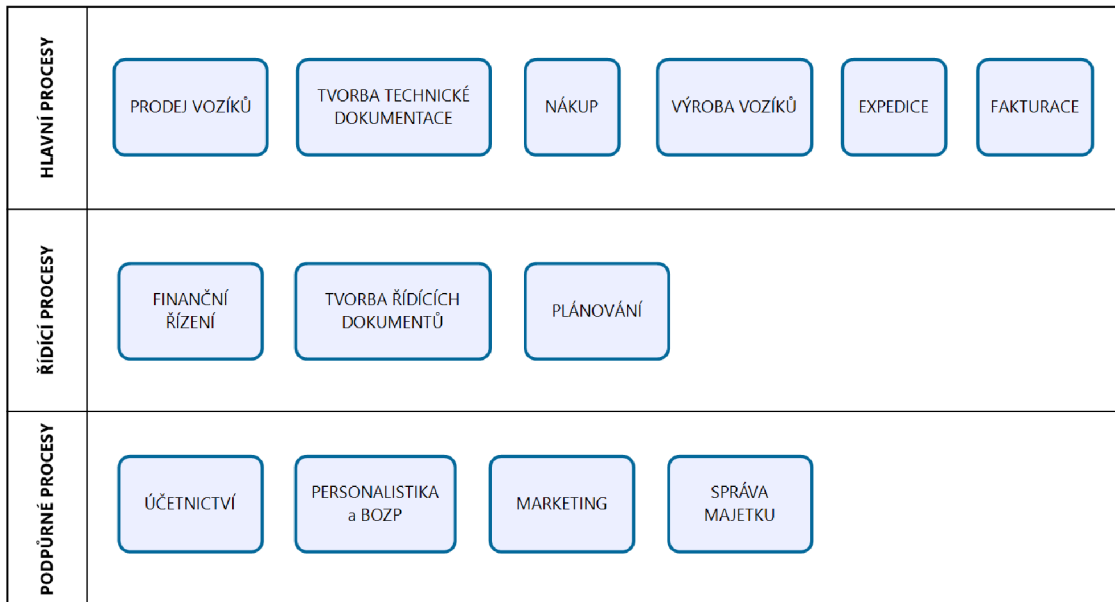 HLAVNÍ PROCESY
PRODEJ VOZÍKŮ
TVORBA TECHNICKÉ
DOKUMENTACE
NÁKUP
VÝROBA VOZÍKŮ
EXPEDICE
FAKTURACE
ŘÍDÍCÍ PROCESY
FINANČNÍ
ŘÍZENÍ
TVORBA ŘÍDÍCÍCH
DOKUMENTŮ
PLÁNOVÁNÍ
PODPŮRNÉ PROCESY
ÚČETNICTVÍ
PERSONALISTIKA
a BOZP
MARKETING
SPRÁVA
MAJETKU